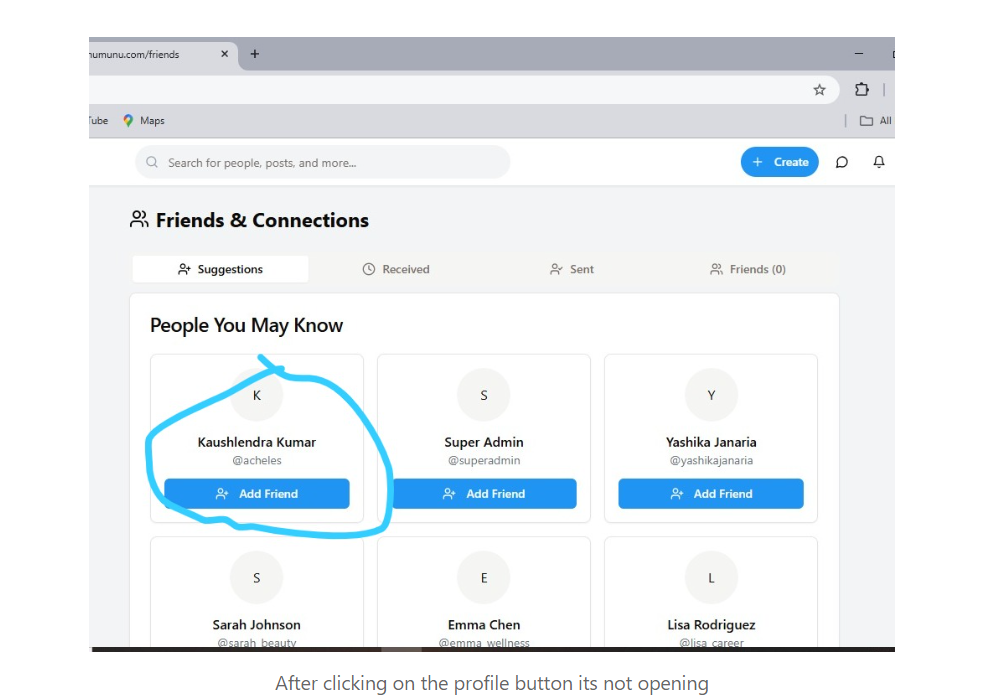 numunu.com/friends
Tube Maps All
Search for people, posts, and more... Create
Friends & Connections
Suggestions Received Sent Friends (0)
People You May Know
K S Y
Kaushlendra Kumar Super Admin Yashika Janaria
@acheles @superadmin @yashikajanaria
Add Friend Add Friend Add Friend
S E L
Sarah Johnson Emma Chen Lisa Rodriguez
@sarah_beauty @emma_wellness @lisa_career
After clicking on the profile button its not opening